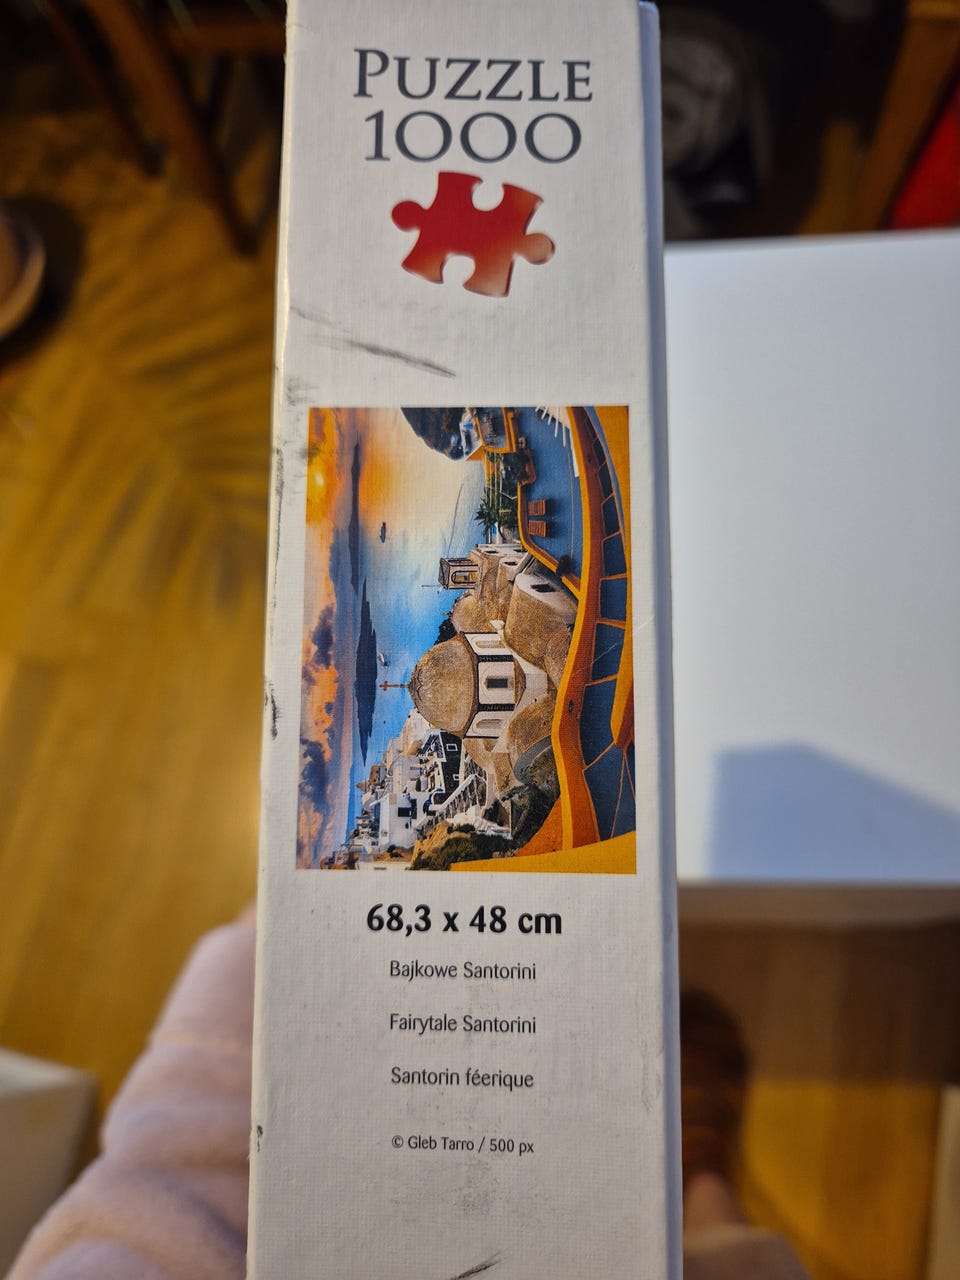 PUZZLE
1000
68,3 x 48 cm
Bajkowe Santorini
Fairytale Santorini
Santorin féerique
© Gleb Tarro / 500 px